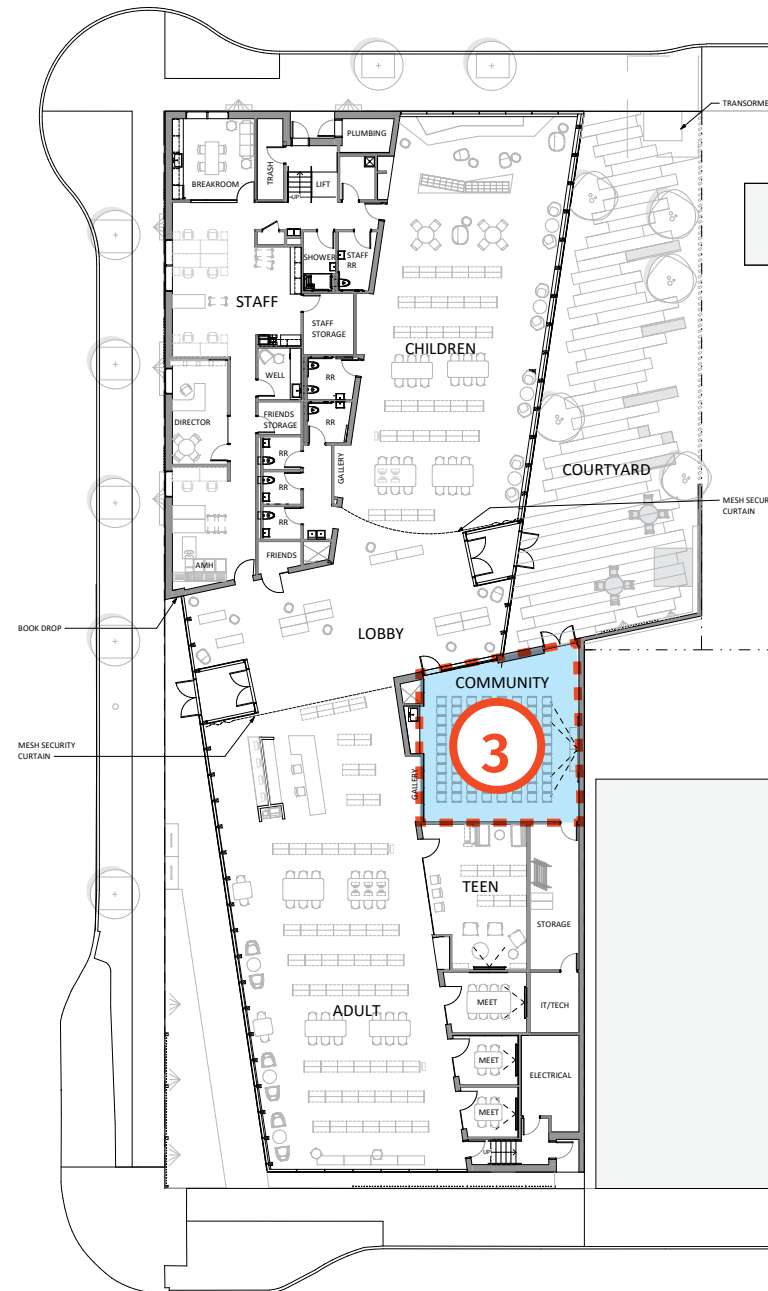 TRANSORME
PLUMBING
BREAKROOM
TRASH
LIFT
UP
SHOWER
STAFF
RR
STAFF
STAFF
STORAGE
CHILDREN
WELL
RR
DIRECTOR
FRIENDS
STORAGE
RR
RR
GALLERY
RR
COURTYARD
MESH SECUR
CURTAIN
RR
FRIENDS
AMH
BOOK DROP
LOBBY
COMMUNITY
3
MESH SECURITY
CURTAIN
GALLERY
TEEN
STORAGE
MEET
IT/TECH
ADULT
MEET
ELECTRICAL
MEET
UP